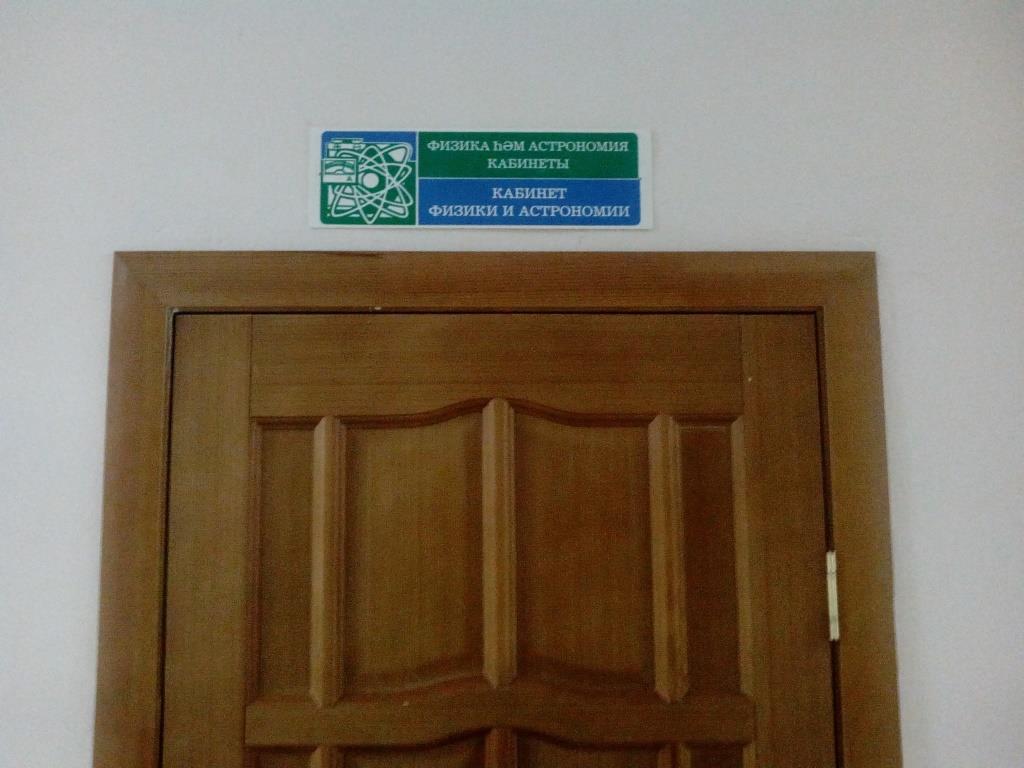 ФИЗИКА ҺӘМ АСТРОНОМИЯ
КАБИНЕТЫ
КАБИНЕТ
ФИЗИКИ И АСТРОНОМИИ